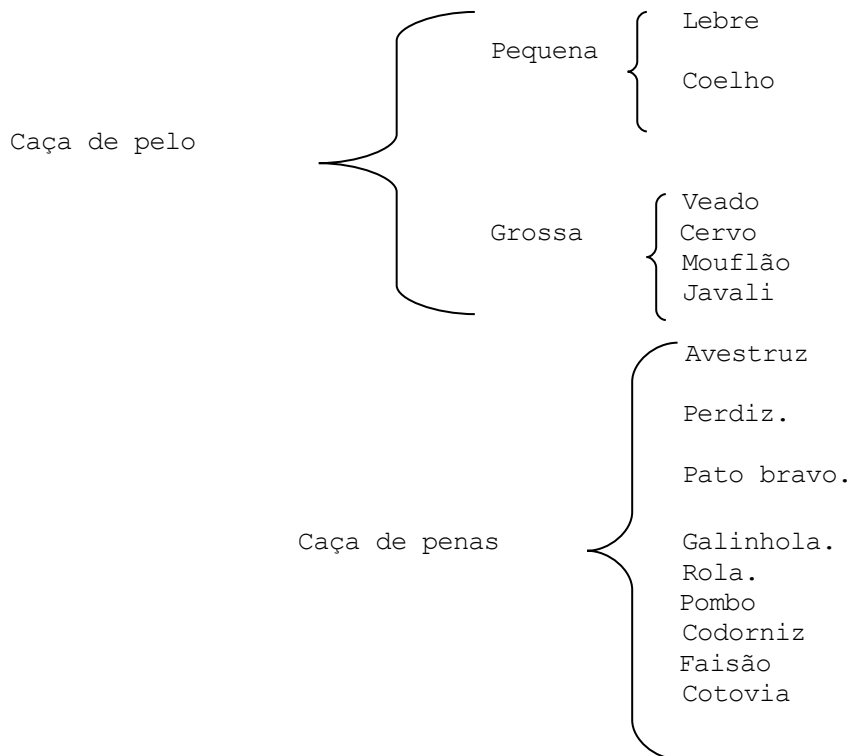 Lebre
Pequena
Coelho
Caça de pelo
Veado
Grossa Cervo
Mouflão
Javali
Avestruz
Perdiz.
Pato bravo.
Caça de penas Galinhola.
Rola.
Pombo
Codorniz
Faisão
Cotovia